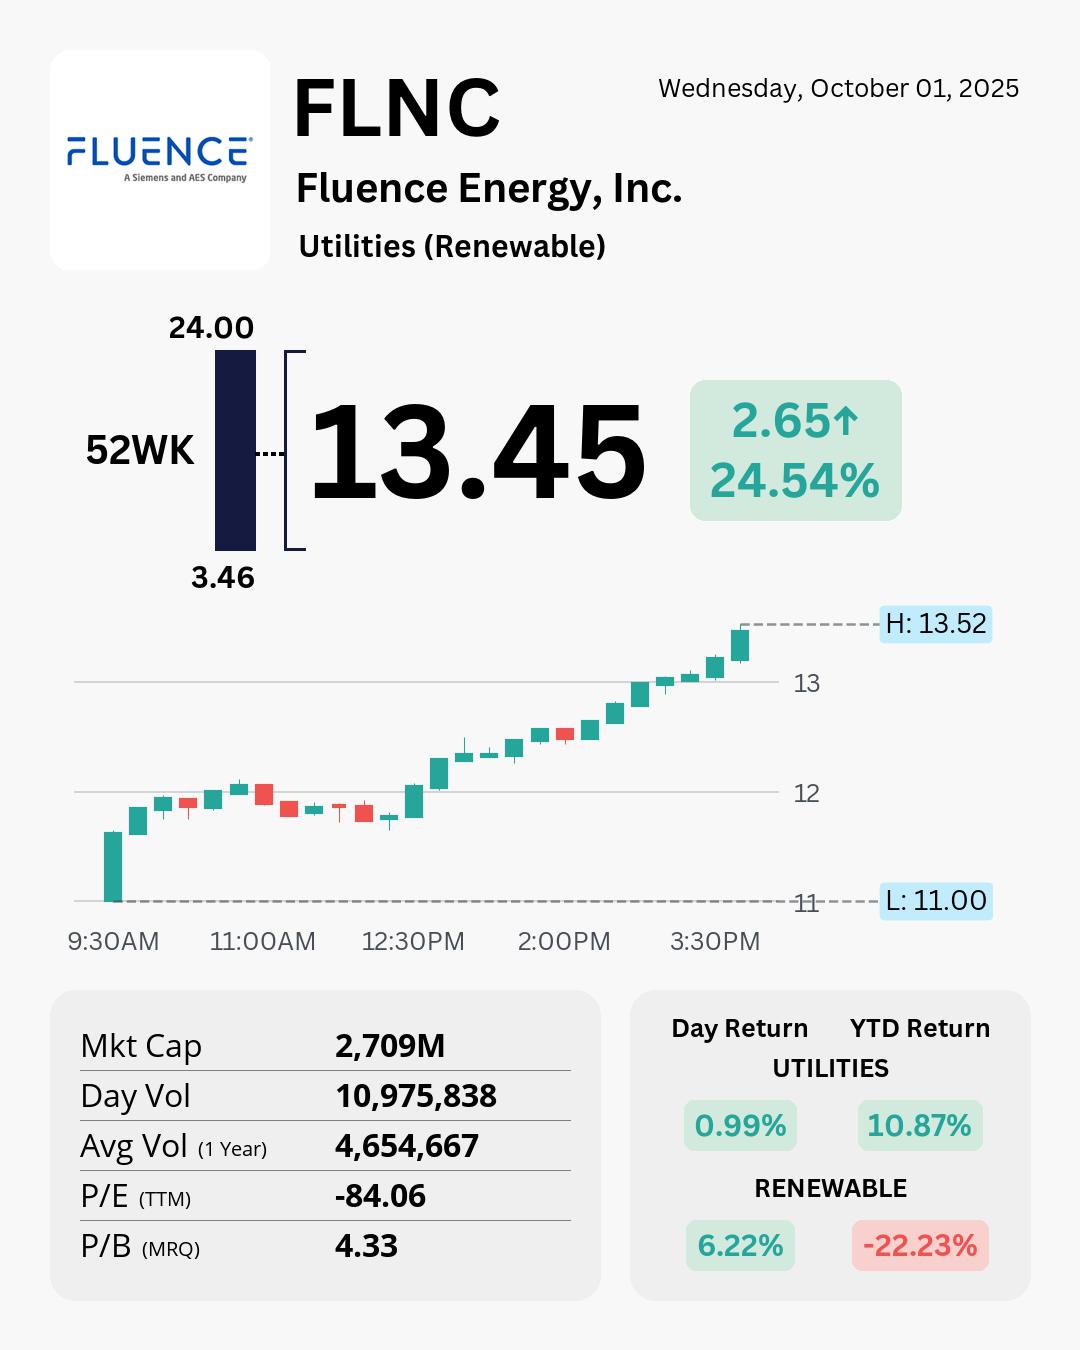 FLUENCE®
A Siemens and AES Company
FLNC
Wednesday, October 01, 2025
Fluence Energy, Inc.
Utilities (Renewable)
24.00
52WK
13.45
2.65↑
24.54%
3.46
H: 13.52
13
12
11
L: 11.00
9:30AM 11:00AM 12:30PM 2:00PM 3:30PM
Mkt Cap 2,709M
Day Vol 10,975,838
Avg Vol (1 Year) 4,654,667
P/E (TTM) -84.06
P/B (MRQ) 4.33
Day Return YTD Return
UTILITIES
0.99% 10.87%
RENEWABLE
6.22% -22.23%